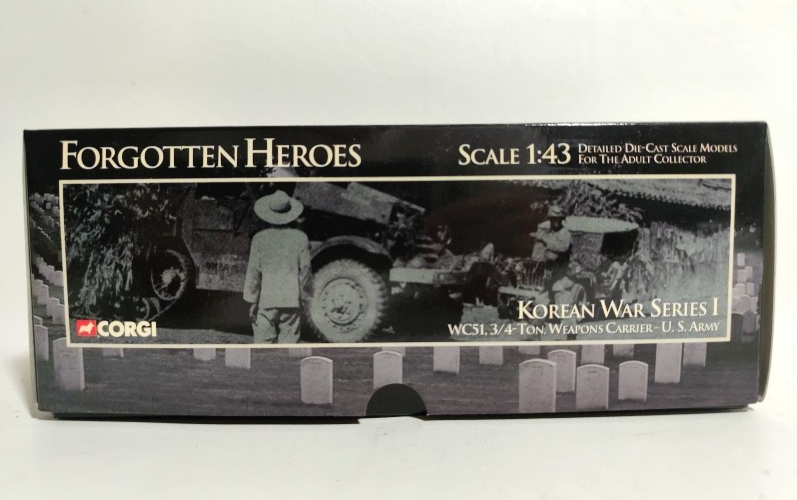 FORGOTTEN HEROES
SCALE 1:43 DETAILED DIE-CAST SCALE MODELS
FOR THE ADULT COLLECTOR
KOREAN WAR SERIES I
WC51, 3/4-TON, WEAPONS CARRIER – U. S. ARMY
CORGI